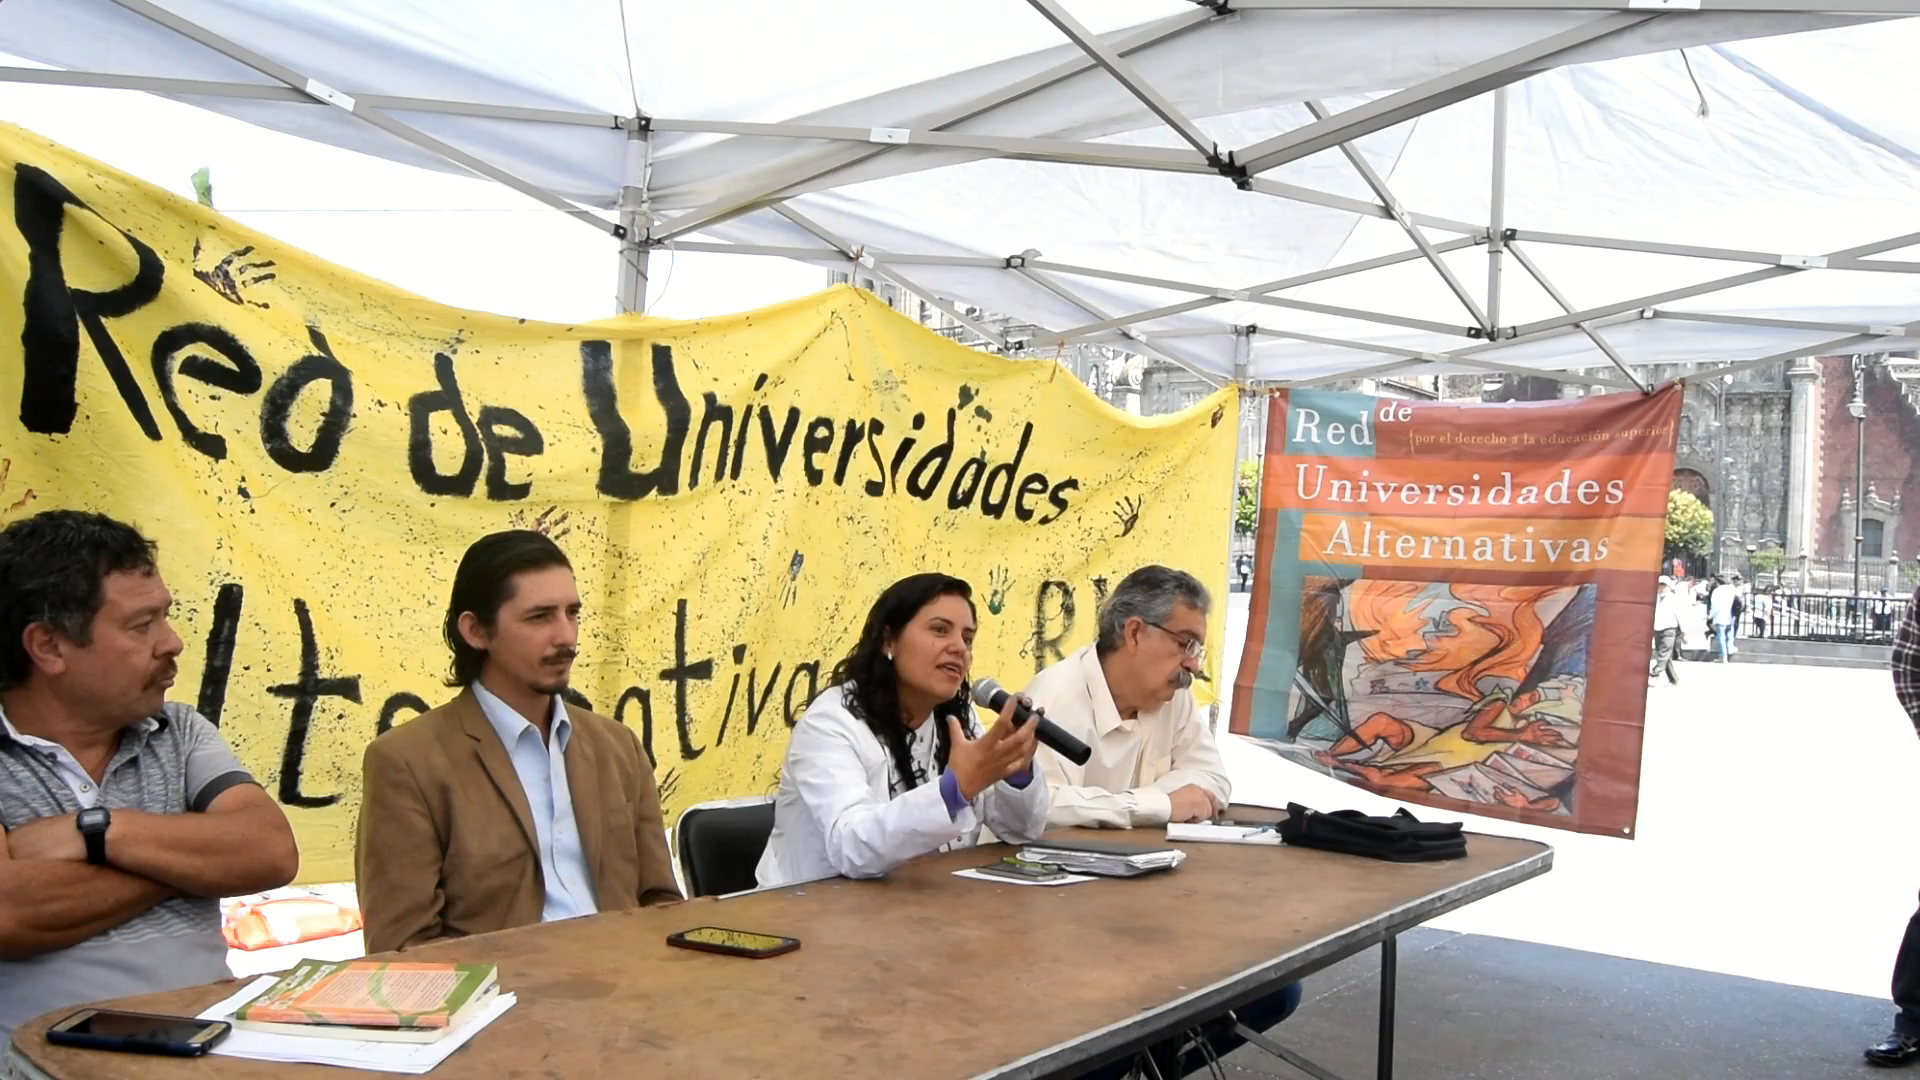 Red de Universidades
Red de
{por el derecho a la educación superior}
Universidades
Alternativas